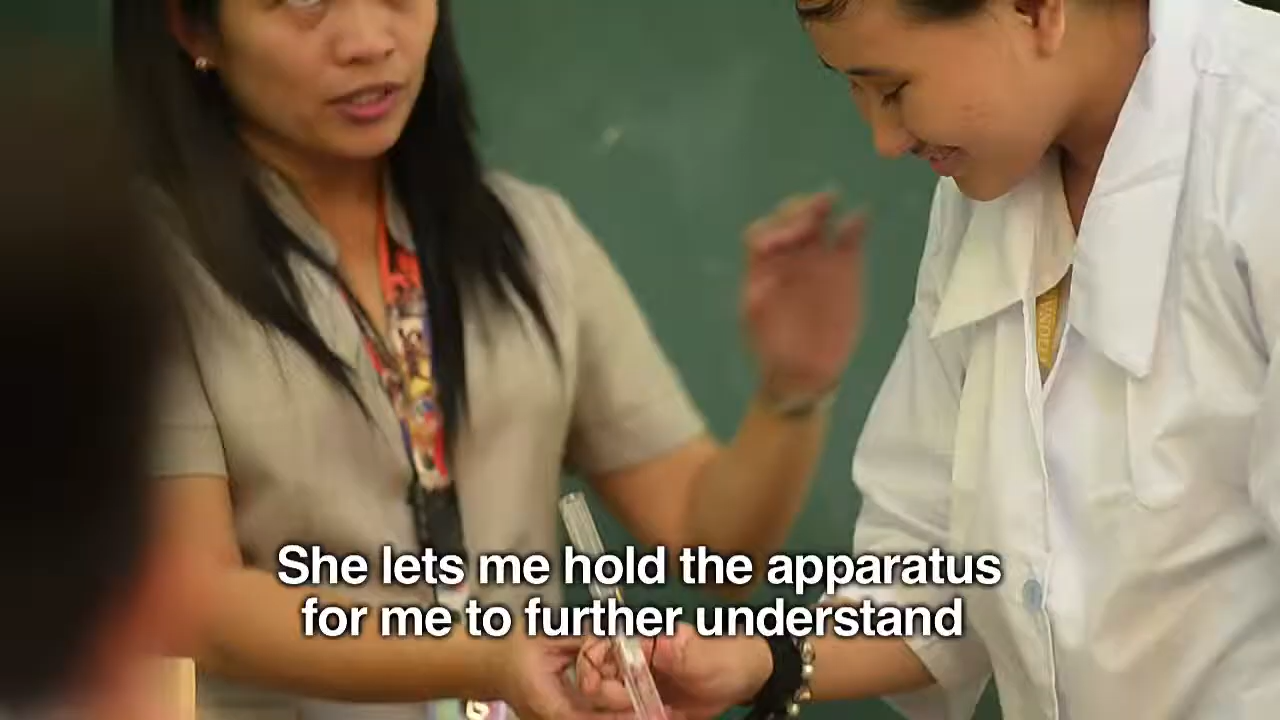 She lets me hold the apparatus
for me to further understand